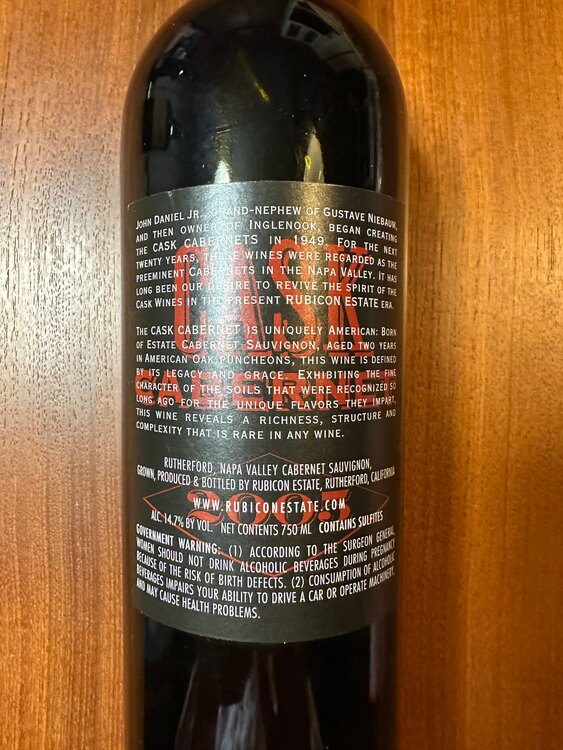 JOHN DANIEL JR., GRAND-NEPHEW OF GUSTAVE NIEBAUM,
AND THEN OWNER OF INGLENOOK, BEGAN CREATING
THE CASK CABERNETS IN 1949. FOR THE NEXT
TWENTY YEARS, THESE WINES WERE REGARDED AS THE
PREEMINENT CABERNETS IN THE NAPA VALLEY. IT HAS
LONG BEEN OUR DESIRE TO REVIVE THE SPIRIT OF THE
CASK WINES IN THE PRESENT RUBICON ESTATE ERA.
CASK
THE CASK CABERNET IS UNIQUELY AMERICAN: BORN
OF ESTATE CABERNET SAUVIGNON, AGED TWO YEARS
IN AMERICAN OAK PUNCHEONS, THIS WINE IS DEFINED
BY LEGACY AND GRACE. EXHIBITING THE FINE
CHARACTER OF THE SOILS THAT WERE RECOGNIZED SO
LONG AGO FOR THE UNIQUE FLAVORS THEY IMPART,
THIS WINE REVEALS A RICHNESS, STRUCTURE AND
COMPLEXITY THAT IS RARE IN ANY WINE.
CABERNET
RUTHERFORD, NAPA VALLEY CABERNET SAUVIGNON,
GROWN, PRODUCED & BOTTLED BY RUBICON ESTATE, RUTHERFORD, CALIFORNIA
2005
WWW.RUBICONESTATE.COM
ALC. 14.7% BY VOL. NET CONTENTS 750 ML CONTAINS SULFITES
GOVERNMENT WARNING: (1) ACCORDING TO THE SURGEON GENERAL,
WOMEN SHOULD NOT DRINK ALCOHOLIC BEVERAGES DURING PREGNANCY
BECAUSE OF THE RISK OF BIRTH DEFECTS. (2) CONSUMPTION OF ALCOHOLIC
BEVERAGES IMPAIRS YOUR ABILITY TO DRIVE A CAR OR OPERATE MACHINERY,
AND MAY CAUSE HEALTH PROBLEMS.